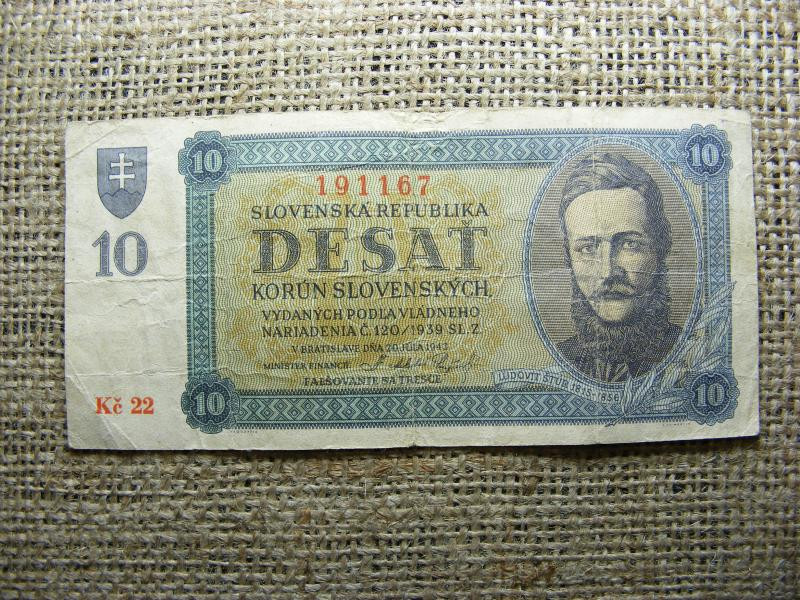 10
191167
10
SLOVENSKÁ REPUBLIKA
10
DESAŤ
KORÚN SLOVENSKÝCH,
VYDANÝCH PODĽA VLÁDNEHO
NARIADENIA Č. 120/1939 SL. Z.
V BRATISLAVE DŇA 20. JÚLA 1943
MINISTER FINANCIÍ:
FALŠOVANIE SA TRESCE
ĽUDOVÍT ŠTÚR 1815-1856
Kč 22
10
10